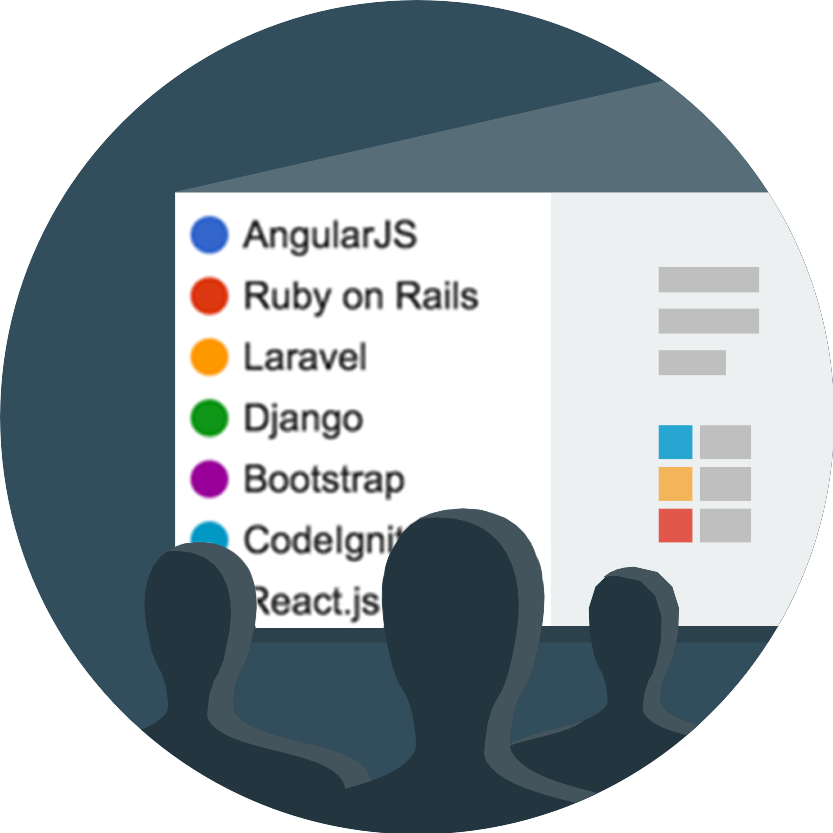 AngularJS
Ruby on Rails
Laravel
Django
Bootstrap
CodeIgnit
React.js